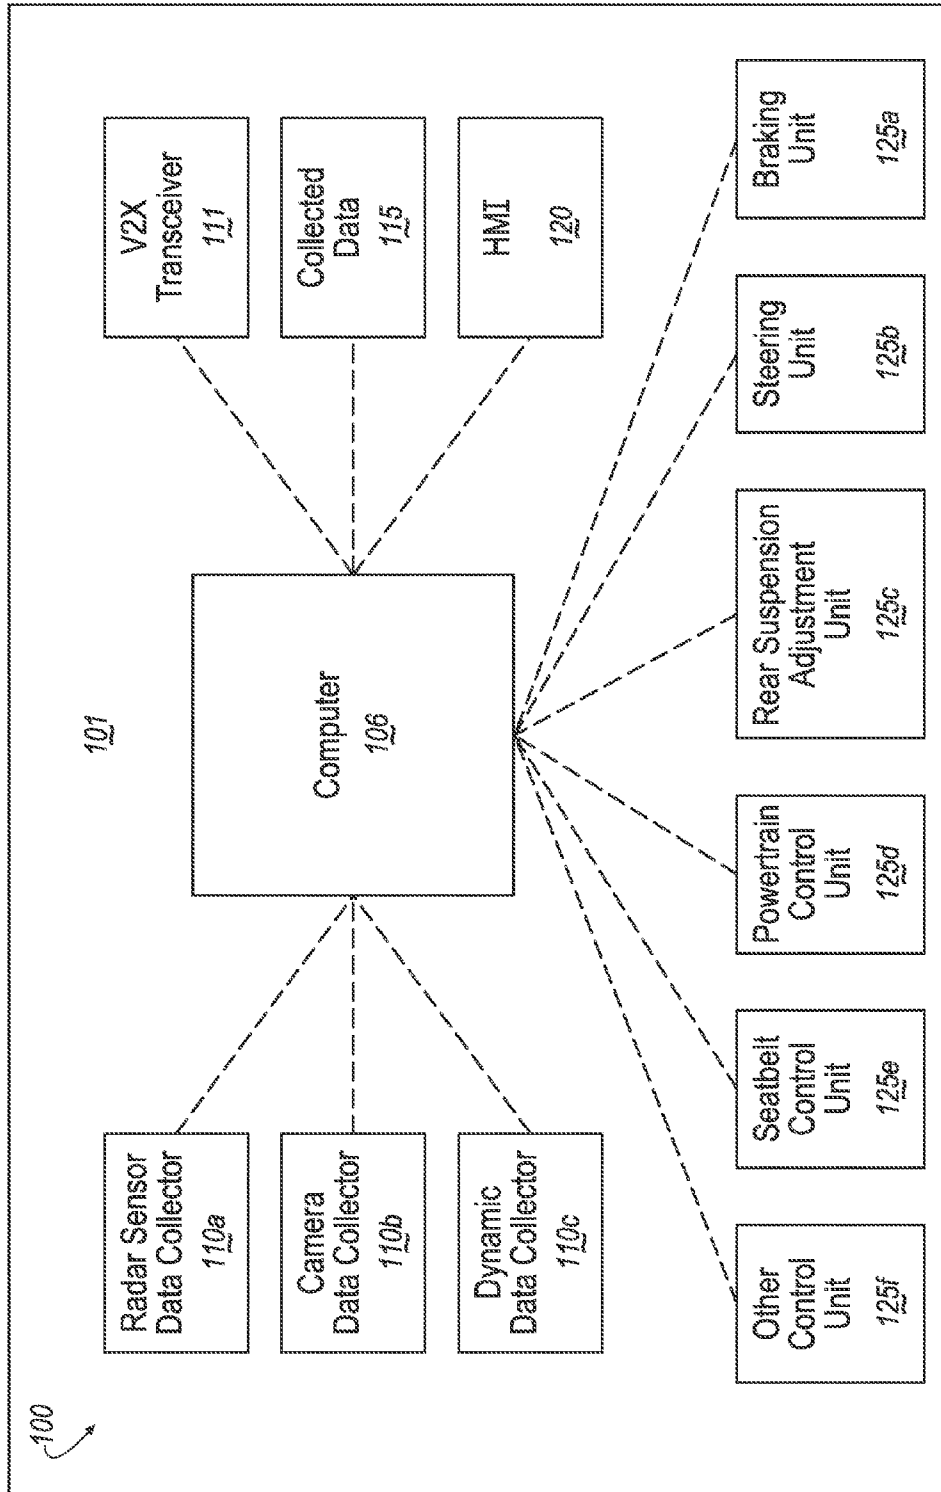 100
101
Radar Sensor
Data Collector
110a
Camera
Data Collector
110b
Dynamic
Data Collector
110c
Computer
106
V2X
Transceiver
111
Collected
Data
115
HMI
120
Other
Control
Unit
125f
Seatbelt
Control
Unit
125e
Powertrain
Control
Unit
125d
Rear Suspension
Adjustment
Unit
125c
Steering
Unit
125b
Braking
Unit
125a